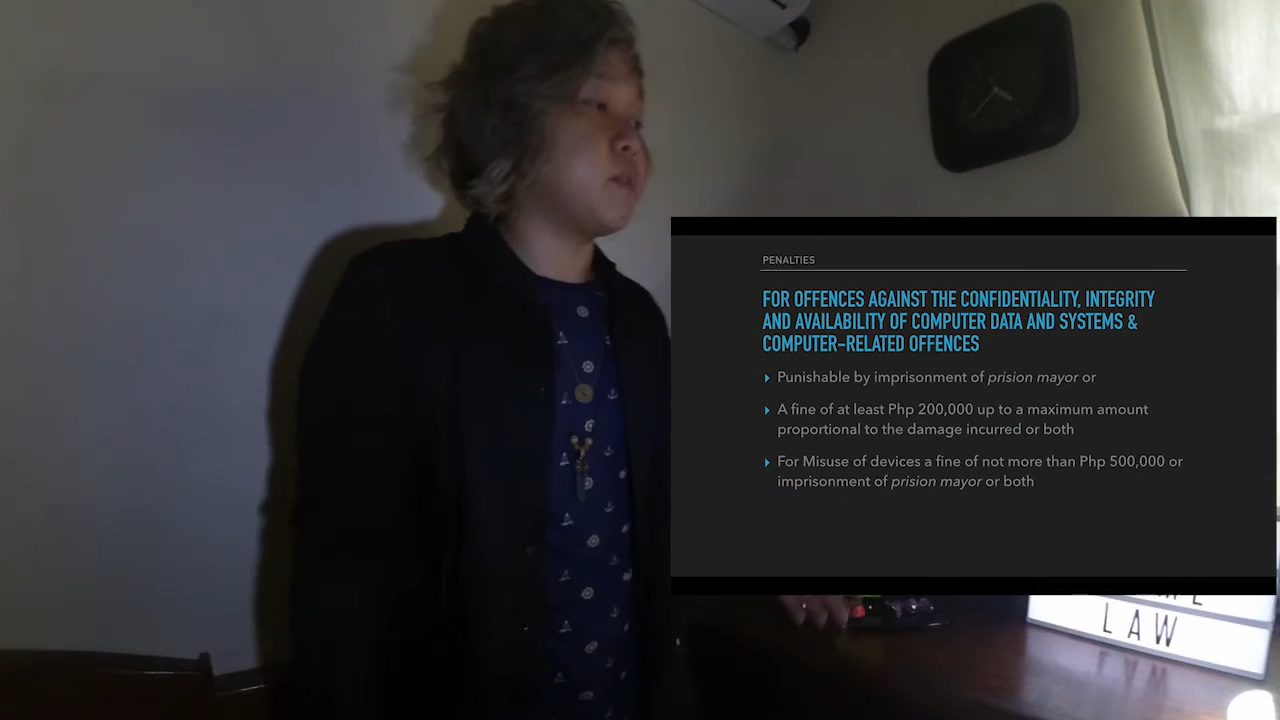 PENALTIES
FOR OFFENCES AGAINST THE CONFIDENTIALITY, INTEGRITY
AND AVAILABILITY OF COMPUTER DATA AND SYSTEMS &
COMPUTER-RELATED OFFENCES
Punishable by imprisonment of prision mayor or
A fine of at least Php 200,000 up to a maximum amount
proportional to the damage incurred or both
For Misuse of devices a fine of not more than Php 500,000 or
imprisonment of prision mayor or both
LAW